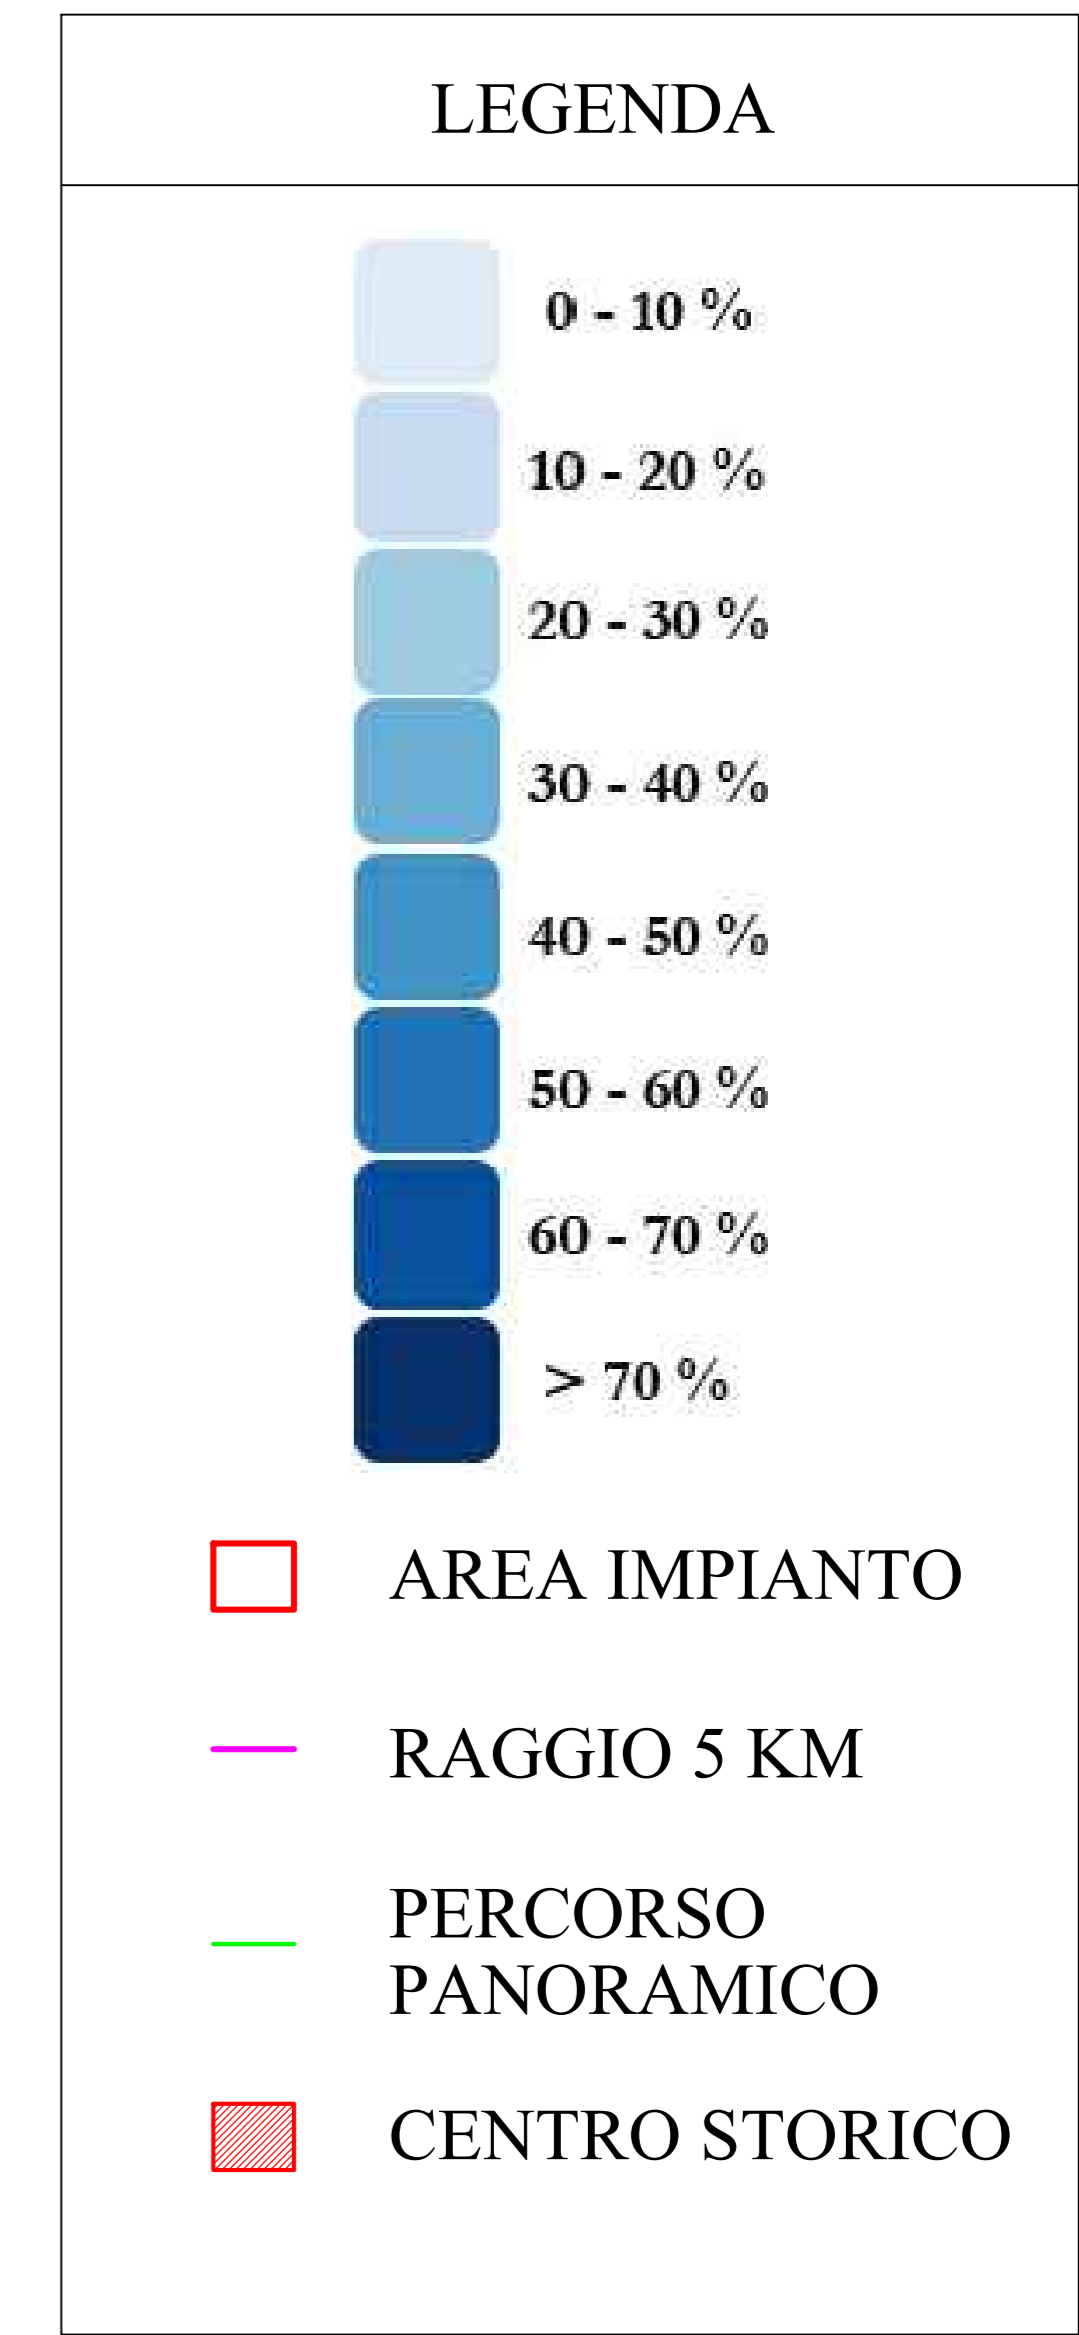 LEGENDA
0 - 10 %
10 - 20 %
20 - 30 %
30 - 40 %
40 - 50 %
50 - 60 %
60 - 70 %
> 70 %
AREA IMPIANTO
RAGGIO 5 KM
PERCORSO
PANORAMICO
CENTRO STORICO